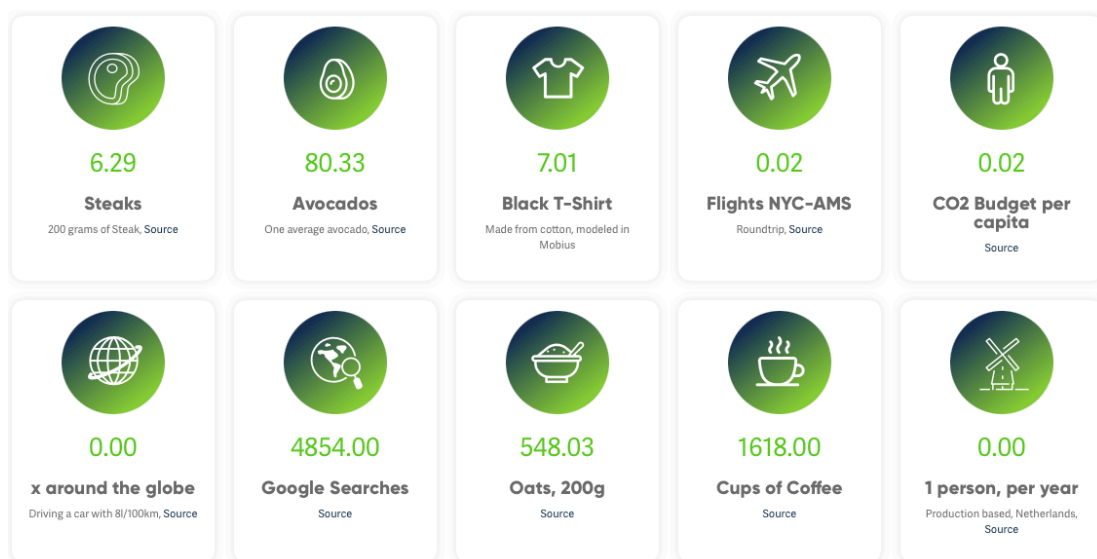 6.29
Steaks
200 grams of Steak, Source
80.33
Avocados
One average avocado, Source
7.01
Black T-Shirt
Made from cotton, modeled in
Mobius
0.02
Flights NYC-AMS
Roundtrip, Source
0.02
CO2 Budget per
capita
Source
0.00
x around the globe
Driving a car with 8l/100km, Source
4854.00
Google Searches
Source
548.03
Oats, 200g
Source
1618.00
Cups of Coffee
Source
0.00
1 person, per year
Production based, Netherlands,
Source